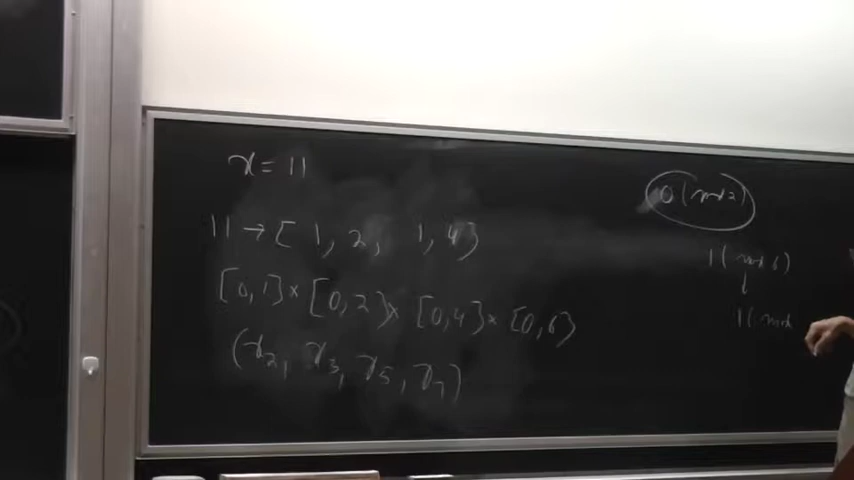 x = 11
11 → [ 1, 2, 1, 4]
[0,1] × [0,2] × [0,4] × [0,6]
(x₂, x₃, x₅, x₇)
0 (mod 2)
1 (mod 6)
1 (mod